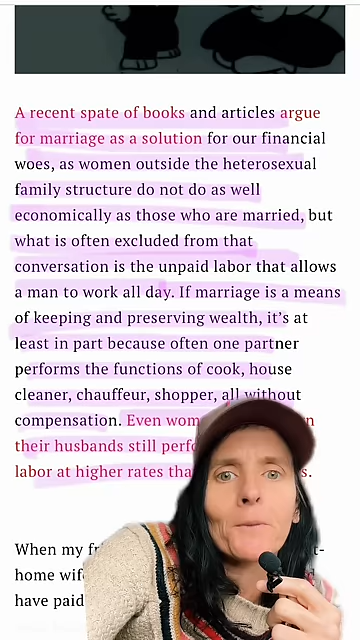 A recent spate of books and articles argue
for marriage as a solution for our financial
woes, as women outside the heterosexual
family structure do not do as well
economically as those who are married, but
what is often excluded from that
conversation is the unpaid labor that allows
a man to work all day. If marriage is a means
of keeping and preserving wealth, it's at
least in part because often one partner
performs the functions of cook, house
cleaner, chauffeur, shopper, all without
compensation. Even
their husbands still
labor at higher rates
When my
home
have paid